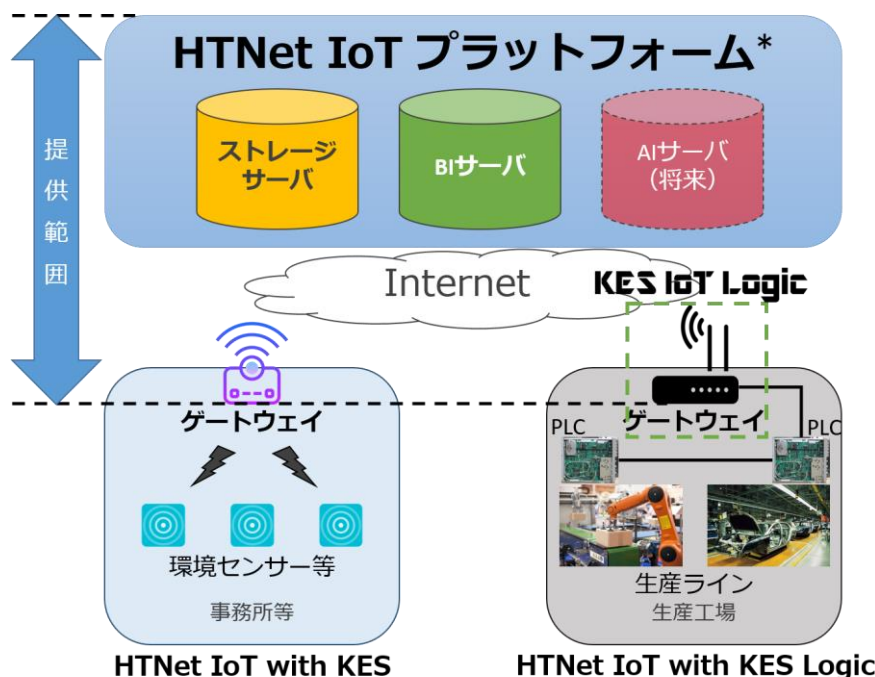 HTNet IoT プラットフォーム*
提供範囲
ストレージ
サーバ
BIサーバ
AIサーバ
（将来）
Internet
KES IoT Logic
ゲートウェイ
環境センサー等
事務所等
HTNet IoT with KES
ゲートウェイ
PLC
PLC
生産ライン
生産工場
HTNet IoT with KES Logic